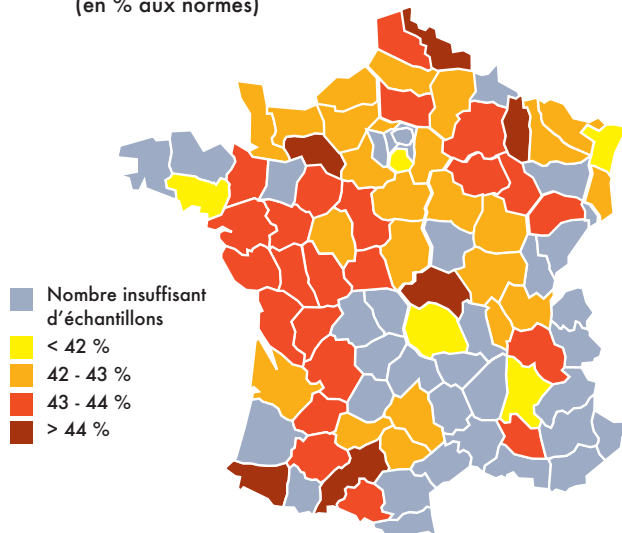 (en % aux normes)
Nombre insuffisant
d’échantillons
< 42 %
42 - 43 %
43 - 44 %
> 44 %